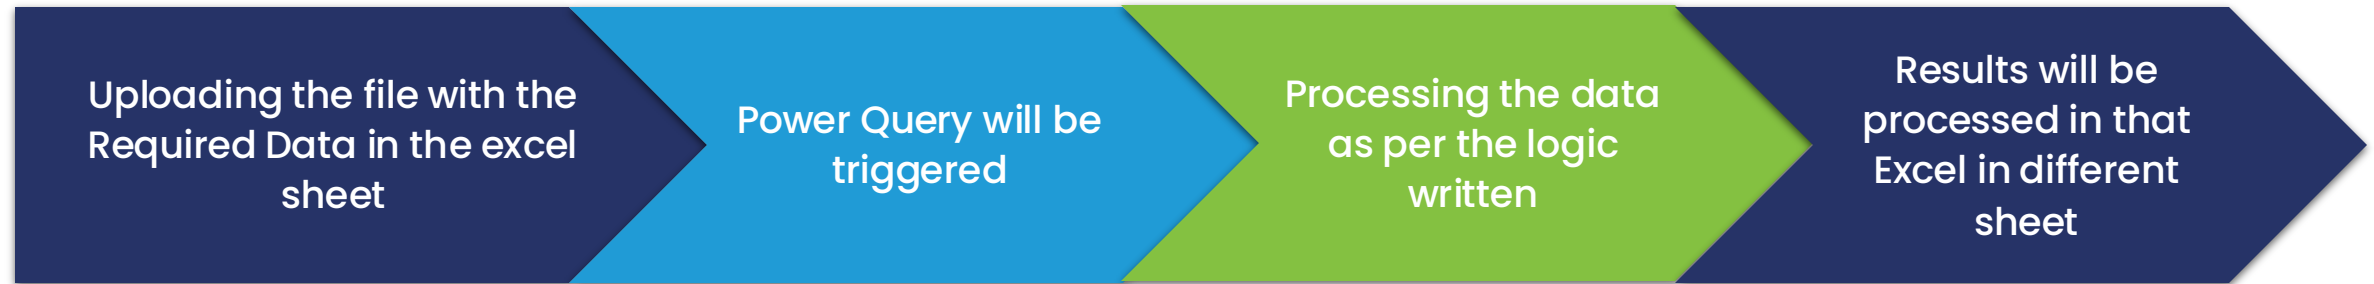 Uploading the file with the
Required Data in the excel
sheet
Power Query will be
triggered
Processing the data
as per the logic
written
Results will be
processed in that
Excel in different
sheet